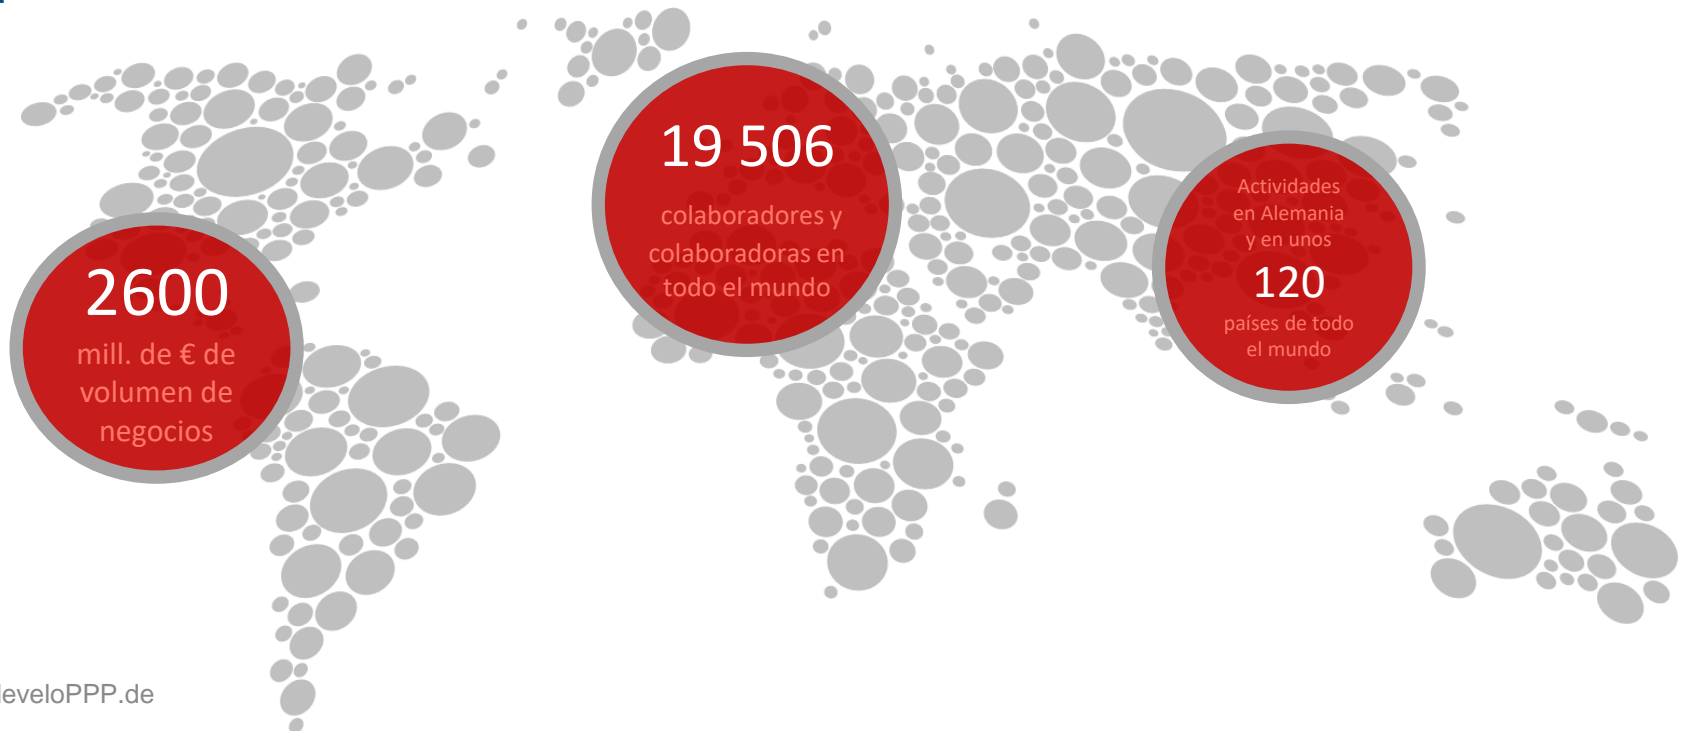 2600
mill. de € de
volumen de
negocios
19 506
colaboradores y
colaboradoras en
todo el mundo
Actividades
en Alemania
y en unos
120
países de todo
el mundo
eveloPPP.de